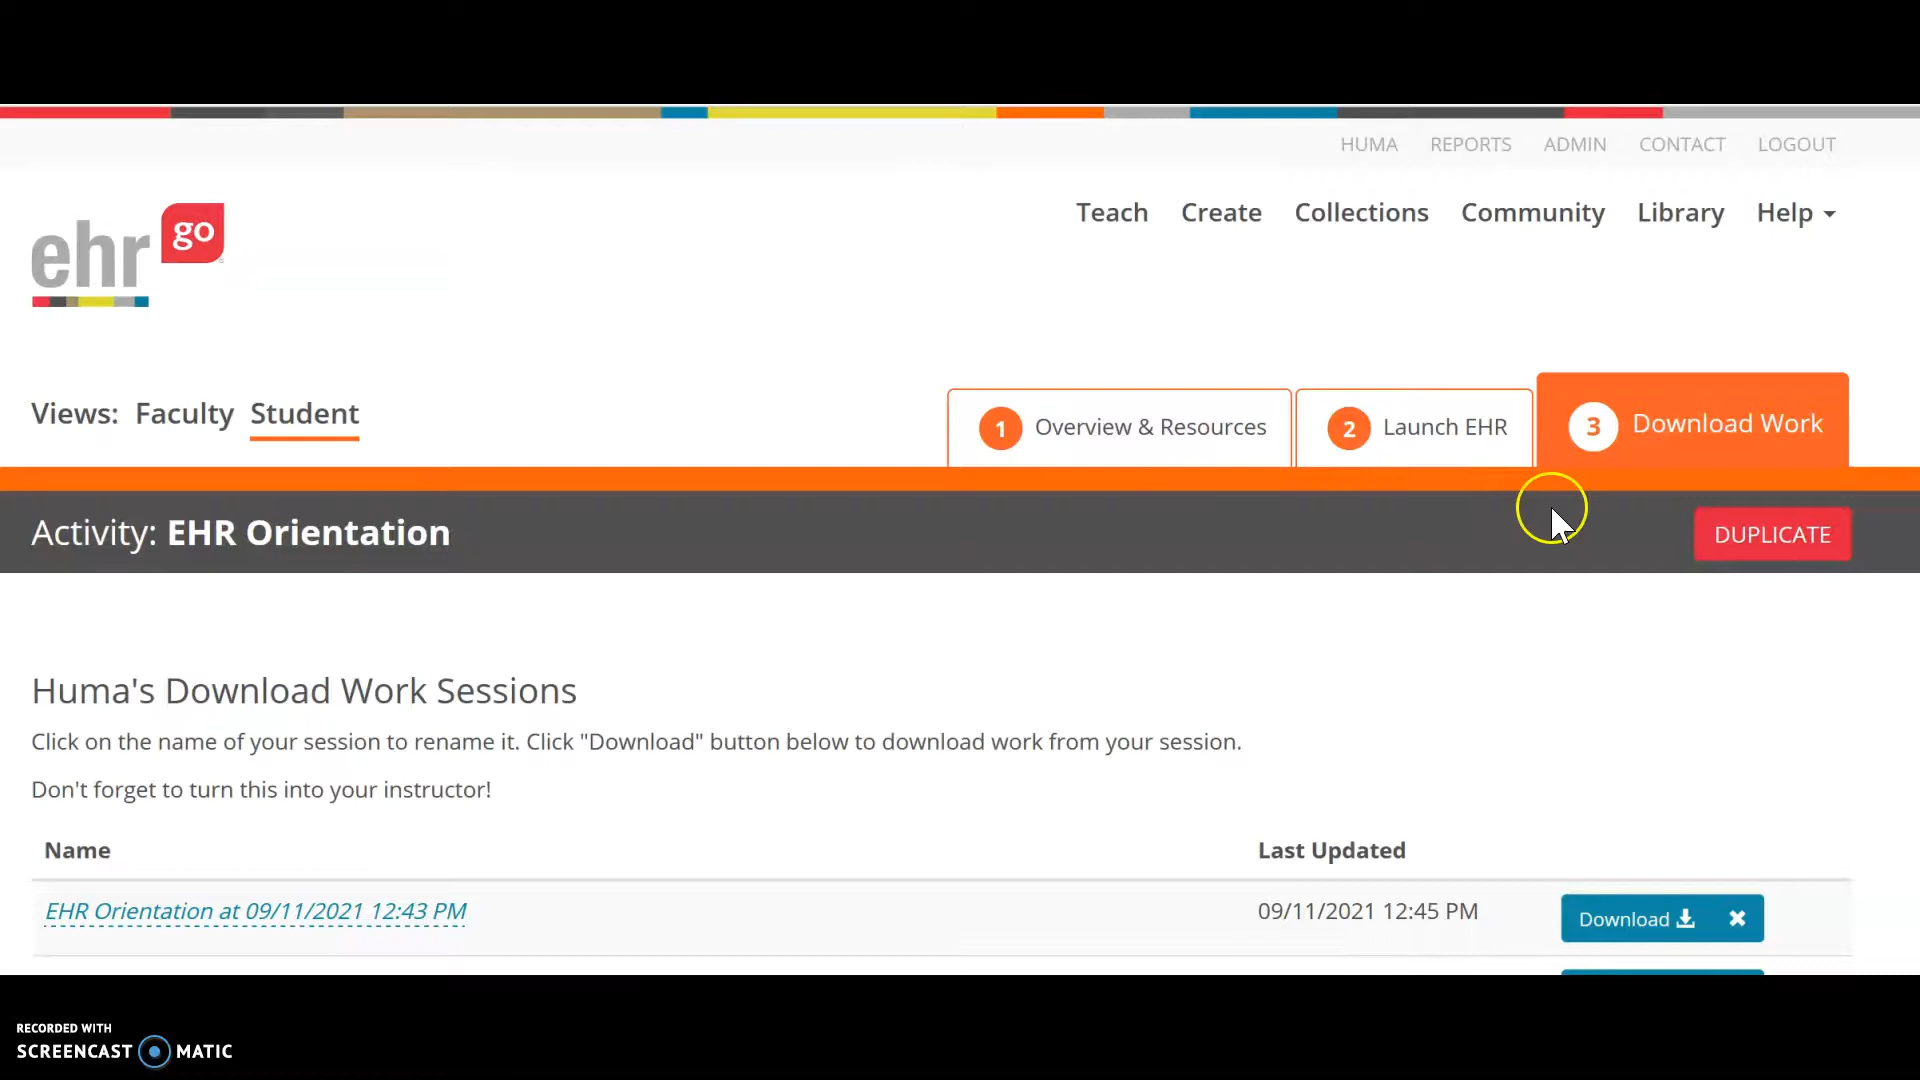 HUMA REPORTS ADMIN CONTACT LOGOUT
ehr go
Teach Create Collections Community Library Help
Views: Faculty Student
1 Overview & Resources 2 Launch EHR 3 Download Work
Activity: EHR Orientation DUPLICATE
Huma's Download Work Sessions
Click on the name of your session to rename it. Click "Download" button below to download work from your session.
Don't forget to turn this into your instructor!
Name Last Updated
EHR Orientation at 09/11/2021 12:43 PM 09/11/2021 12:45 PM Download
RECORDED WITH
SCREENCAST MATIC